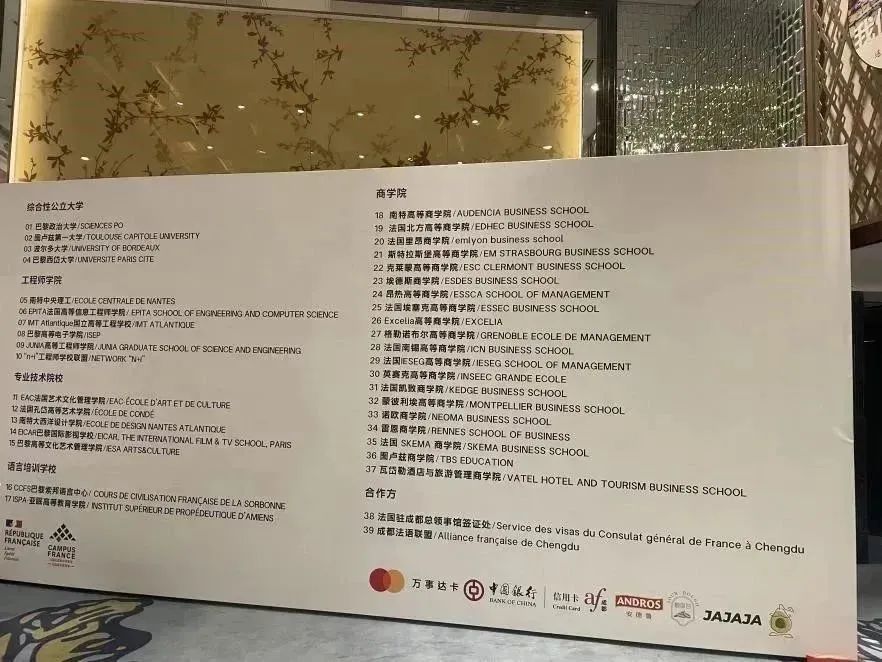 综合性公立大学
01 巴黎政治大学/SCIENCES PO
02 图卢兹第一大学/TOULOUSE CAPITOLE UNIVERSITY
03 波尔多大学/UNIVERSITY OF BORDEAUX
04 巴黎西岱大学/UNIVERSITE PARIS CITE
工程师学院
05 南特中央理工/ECOLE CENTRALE DE NANTES
06 EPITA法国高等信息工程师学院/ EPITA SCHOOL OF ENGINEERING AND COMPUTER SCIENCE
07 IMT Atlantique国立高等工程学校/IMT ATLANTIQUE
08 巴黎高等电子学院/ISEP
09 JUNIA高等工程师学院/JUNIA GRADUATE SCHOOL OF SCIENCE AND ENGINEERING
10 "n+i"工程师学校联盟/NETWORK "N+I"
专业技术院校
11 EAC法国艺术文化管理学院/EAC-ÉCOLE D'ART ET DE CULTURE
12 法国孔岱高等艺术学院/ÉCOLE DE CONDÉ
13 南特大西洋设计学院/ECOLE DE DESIGN NANTES ATLANTIQUE
14 EICAR巴黎国际影视学校/EICAR, THE INTERNATIONAL FILM & TV SCHOOL, PARIS
15 巴黎高等文化艺术管理学院/IESA ARTS&CULTURE
语言培训学校
16 CCFS巴黎索邦语言中心/ COURS DE CIVILISATION FRANÇAISE DE LA SORBONNE
17 ISPA-亚眠高等教育学院/ INSTITUT SUPÉRIEUR DE PROPÉDEUTIQUE D'AMIENS
RÉPUBLIQUE
FRANÇAISE
CAMPUS
FRANCE
商学院
18 南特高等商学院/AUDENCIA BUSINESS SCHOOL
19 法国北方高等商学院/EDHEC BUSINESS SCHOOL
20 法国里昂商学院/emlyon business school
21 斯特拉斯堡高等商学院/EM STRASBOURG BUSINESS SCHOOL
22 克莱蒙高等商学院/ESC CLERMONT BUSINESS SCHOOL
23 埃德斯商学院/ESDES BUSINESS SCHOOL
24 昂热高等商学院/ESSCA SCHOOL OF MANAGEMENT
25 法国埃塞克高等商学院/ESSEC BUSINESS SCHOOL
26 Excelia高等商学院/EXCELIA
27 格勒诺布尔高等商学院/GRENOBLE ECOLE DE MANAGEMENT
28 法国南锡高等商学院/ICN BUSINESS SCHOOL
29 法国IESEG高等商学院/IESEG SCHOOL OF MANAGEMENT
30 英赛克高等商学院/INSEEC GRANDE ECOLE
31 法国凯致商学院/KEDGE BUSINESS SCHOOL
32 蒙彼利埃高等商学院/MONTPELLIER BUSINESS SCHOOL
33 诺欧商学院/NEOMA BUSINESS SCHOOL
34 雷恩商学院/RENNES SCHOOL OF BUSINESS
35 法国 SKEMA 商学院/SKEMA BUSINESS SCHOOL
36 图卢兹商学院/TBS EDUCATION
37 瓦岱勒酒店与旅游管理商学院/VATEL HOTEL AND TOURISM BUSINESS SCHOOL
合作方
38 法国驻成都总领事馆签证处/Service des visas du Consulat général de France à Chengdu
39 成都法语联盟/Alliance française de Chengdu
万事达卡
中国银行
BANK OF CHINA
信用卡
Credit Card
af
成都
ANDROS
安德鲁
JAJAJA